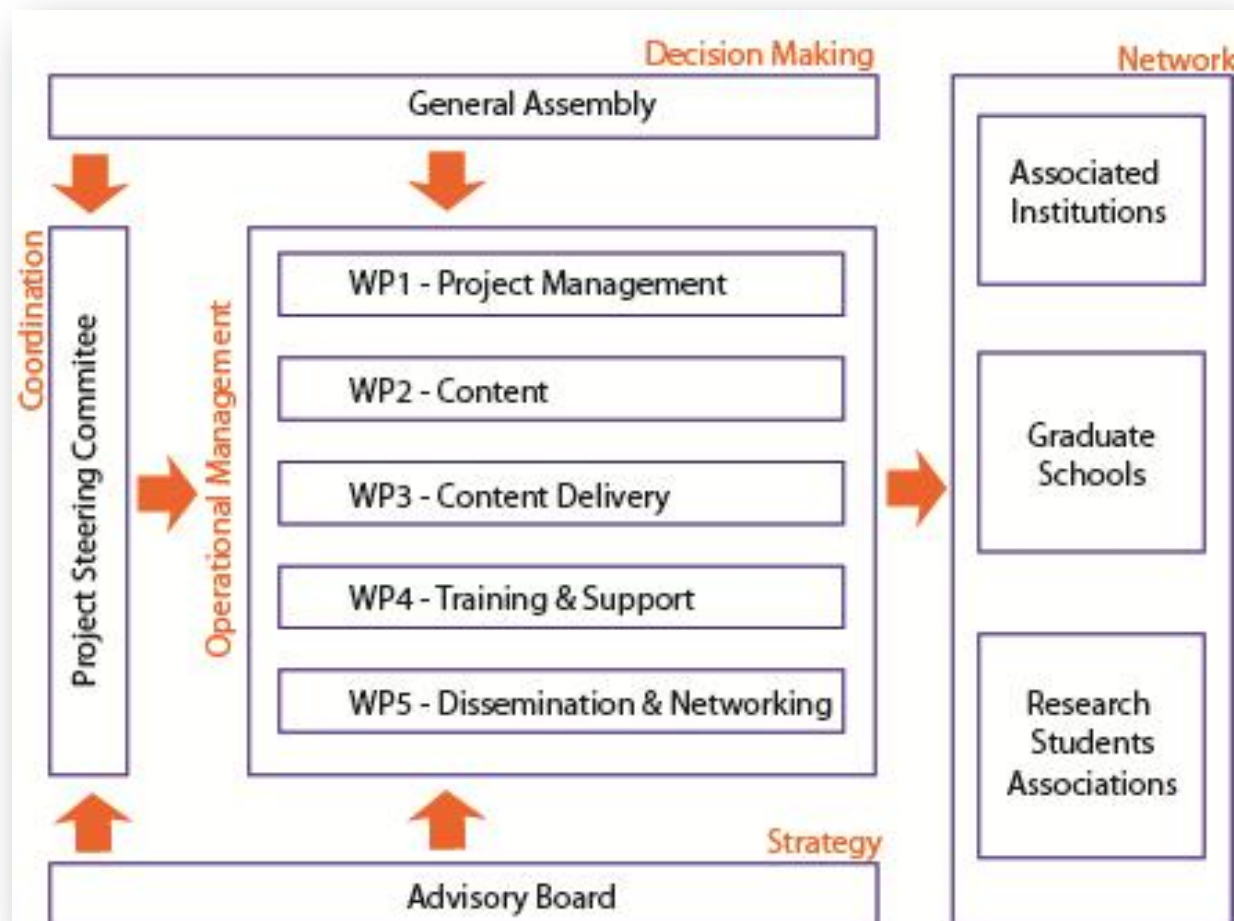 Decision Making
Network
General Assembly
Associated
Institutions
Coordination
Project Steering Commitee
Operational Management
WP1 - Project Management
WP2 - Content
WP3 - Content Delivery
WP4 - Training & Support
WP5 - Dissemination & Networking
Graduate
Schools
Research
Students
Associations
Strategy
Advisory Board